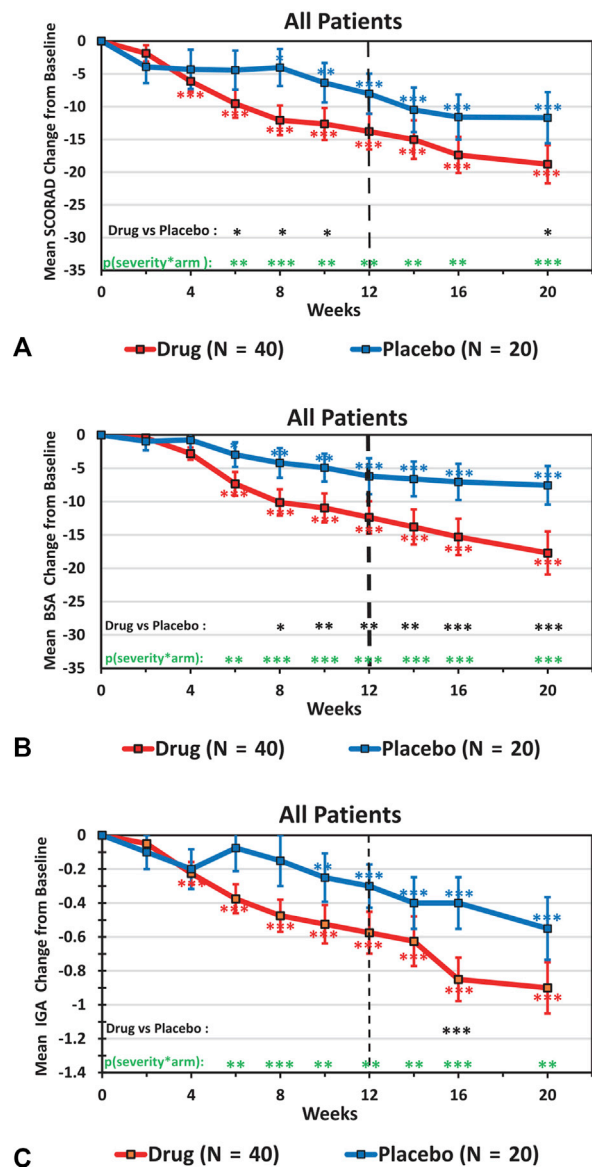 All Patients
Mean SCORAD Change from Baseline
0
-5
-10
-15
-20
-25
-30
-35
* ** *** *** *** ***
*** *** *** *** *** *** *** ***
Drug vs Placebo : * * * *
p(severity*arm ): ** *** ** ** ** ** ***
0 4 8 12 16 20
Weeks
A
Drug (N = 40) Placebo (N = 20)
All Patients
Mean BSA Change from Baseline
0
-5
-10
-15
-20
-25
-30
-35
* ** ** *** *** *** ***
*** *** *** *** *** *** ***
Drug vs Placebo : * ** ** ** *** ***
p(severity*arm): ** *** *** *** *** *** ***
0 4 8 12 16 20
Weeks
B
Drug (N = 40) Placebo (N = 20)
All Patients
Mean IGA Change from Baseline
0
-0.2
-0.4
-0.6
-0.8
-1
-1.2
-1.4
** *** *** *** ***
*** *** *** *** *** *** *** ***
Drug vs Placebo : ***
p(severity*arm): ** *** ** ** ** *** **
0 4 8 12 16 20
Weeks
C
Drug (N = 40) Placebo (N = 20)